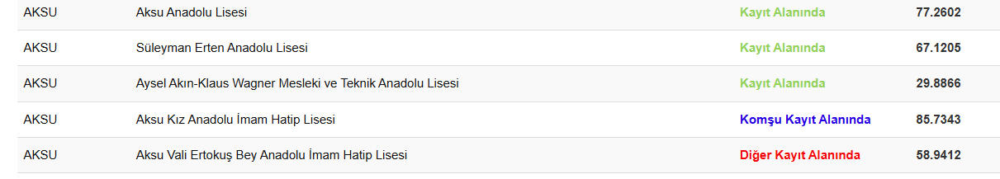 AKSU Aksu Anadolu Lisesi Kayıt Alanında 77.2602
AKSU Süleyman Erten Anadolu Lisesi Kayıt Alanında 67.1205
AKSU Aysel Akın-Klaus Wagner Mesleki ve Teknik Anadolu Lisesi Kayıt Alanında 29.8866
AKSU Aksu Kız Anadolu İmam Hatip Lisesi Komşu Kayıt Alanında 85.7343
AKSU Aksu Vali Ertokuş Bey Anadolu İmam Hatip Lisesi Diğer Kayıt Alanında 58.9412